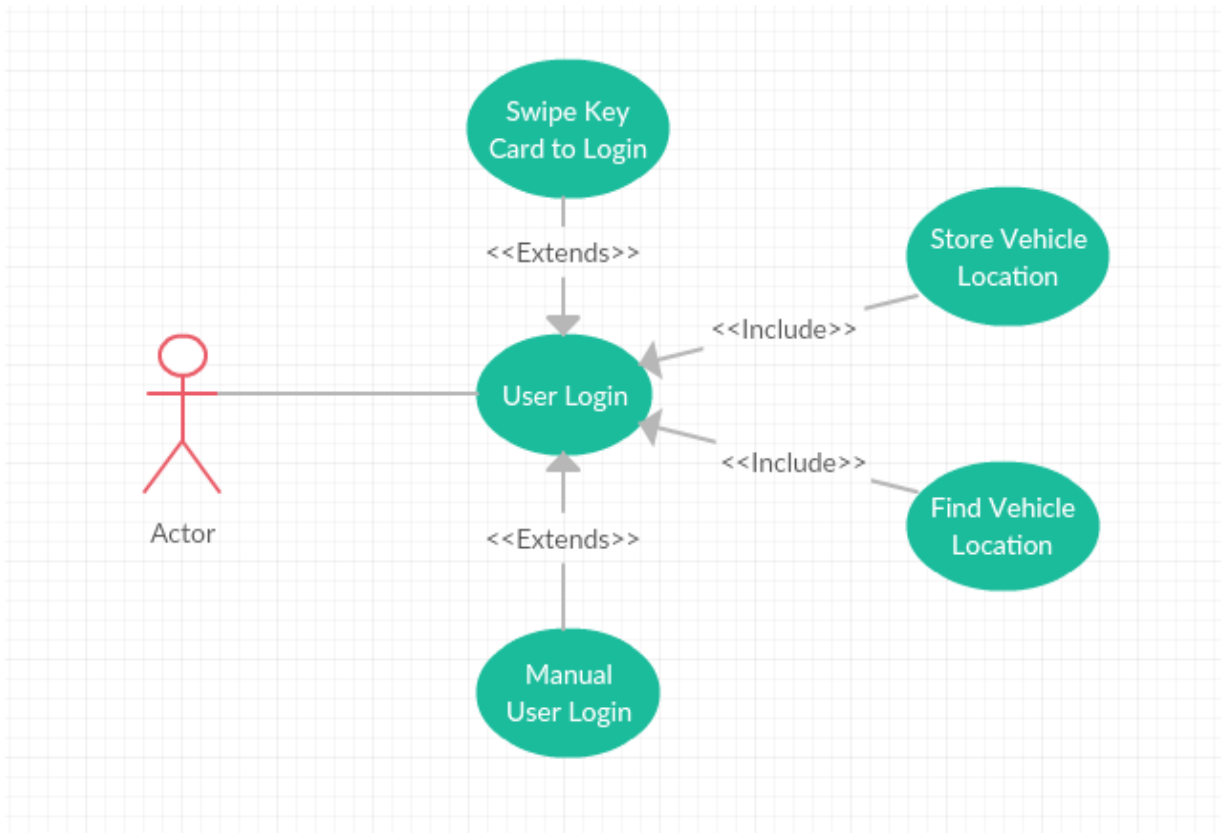 Swipe Key
Card to Login
<<Extends>>
Store Vehicle
Location
<<Include>>
User Login
<<Include>>
Find Vehicle
Location
Actor
<<Extends>>
Manual
User Login